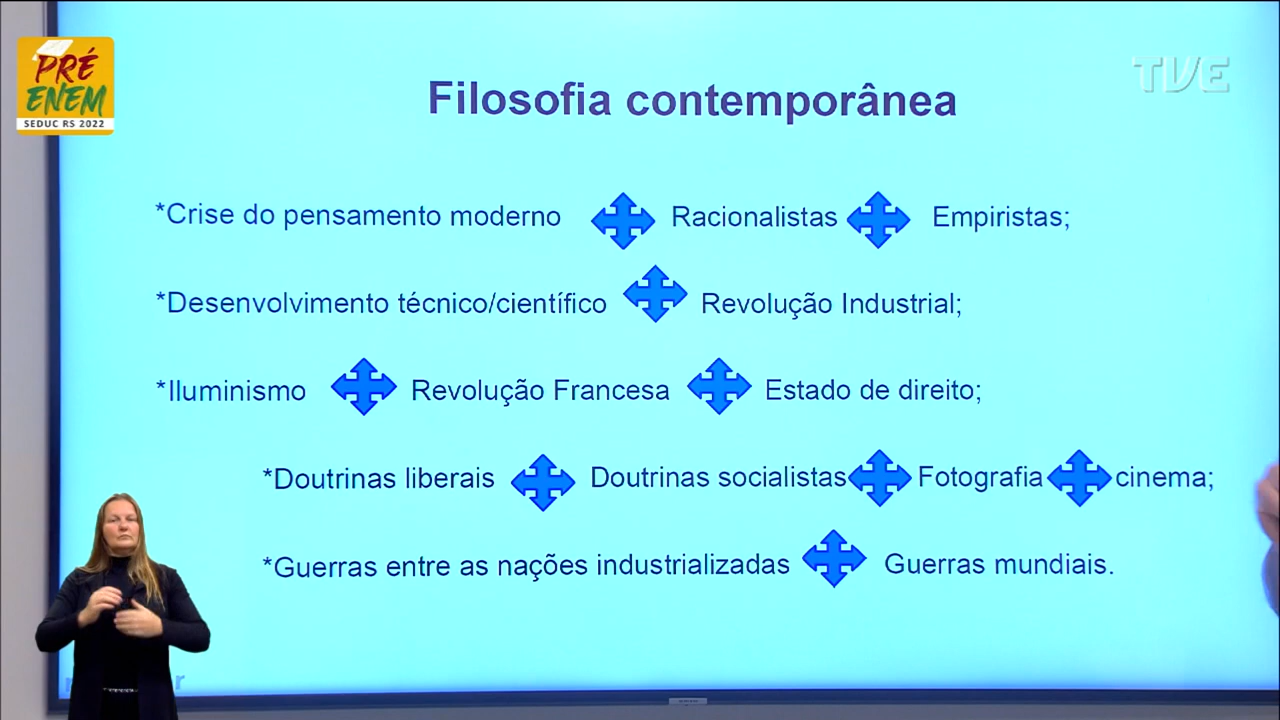 PRÉ
ENEM
SEDUC RS 2022
TVE
Filosofia contemporânea
*Crise do pensamento moderno Racionalistas Empiristas;
*Desenvolvimento técnico/científico Revolução Industrial;
*Iluminismo Revolução Francesa Estado de direito;
*Doutrinas liberais Doutrinas socialistas Fotografia cinema;
*Guerras entre as nações industrializadas Guerras mundiais.